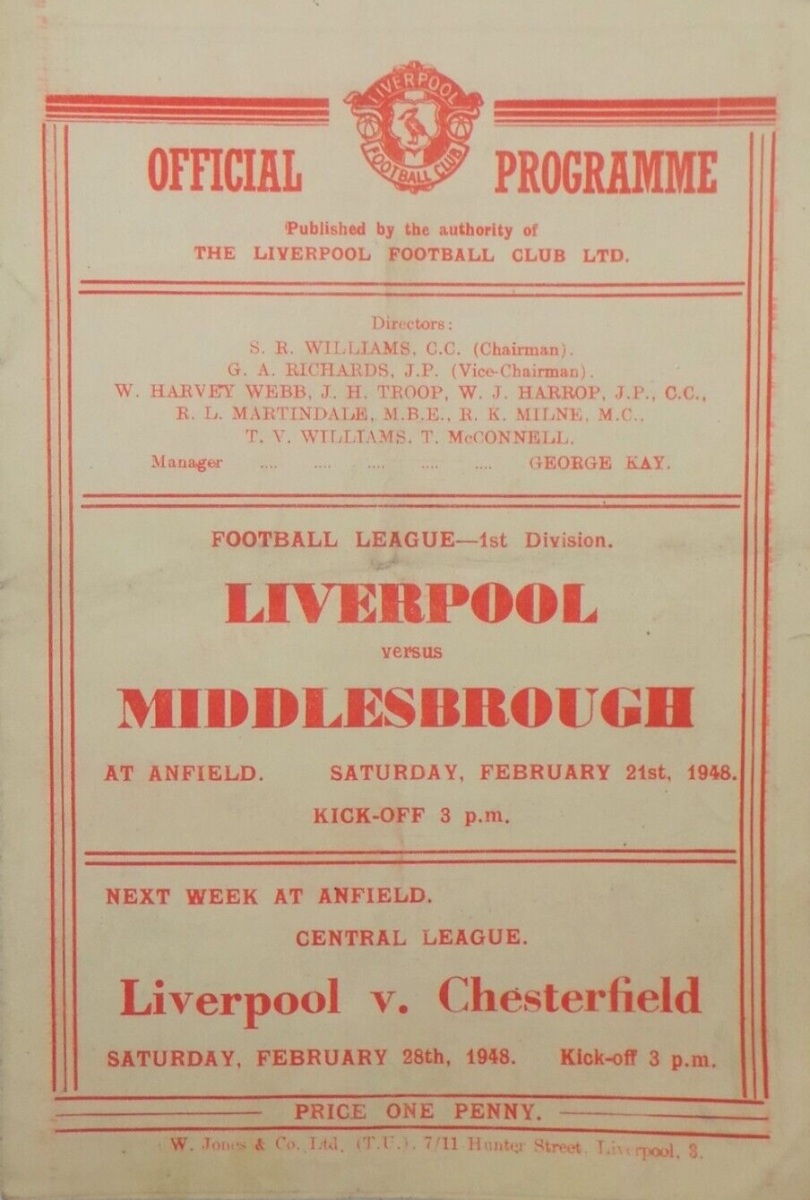 LIVERPOOL
FOOTBALL CLUB
OFFICIAL PROGRAMME
Published by the authority of
THE LIVERPOOL FOOTBALL CLUB LTD.
Directors:
S. R. WILLIAMS, C.C. (Chairman).
G. A. RICHARDS, J.P. (Vice-Chairman).
W. HARVEY WEBB, J. H. TROOP, W. J. HARROP, J.P., C.C.,
R. L. MARTINDALE, M.B.E., R. K. MILNE, M.C.,
T. V. WILLIAMS, T. McCONNELL.
Manager .... .... .... .... .... GEORGE KAY.
FOOTBALL LEAGUE—1st Division.
LIVERPOOL
versus
MIDDLESBROUGH
AT ANFIELD. SATURDAY, FEBRUARY 21st, 1948.
KICK-OFF 3 p.m.
NEXT WEEK AT ANFIELD.
CENTRAL LEAGUE.
Liverpool v. Chesterfield
SATURDAY, FEBRUARY 28th, 1948. Kick-off 3 p.m.
PRICE ONE PENNY.
W. Jones & Co. Ltd. (T.U.), 7/11 Hunter Street, Liverpool, 3.